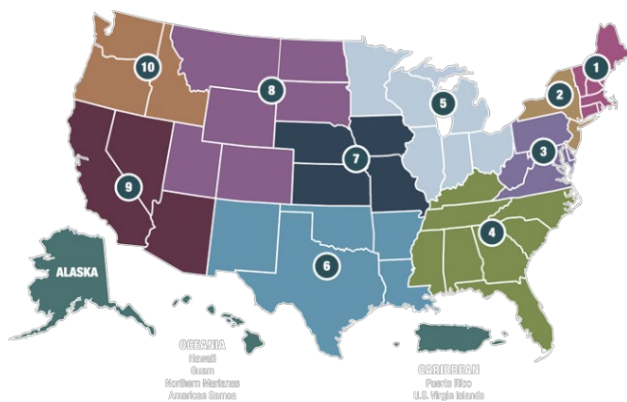 1
10
2
8
5
3
7
9
4
6
ALASKA
OCEANIA
Hawaii
Guam
Northern Marianas
American Samoa
CARIBBEAN
Puerto Rico
U.S. Virgin Islands